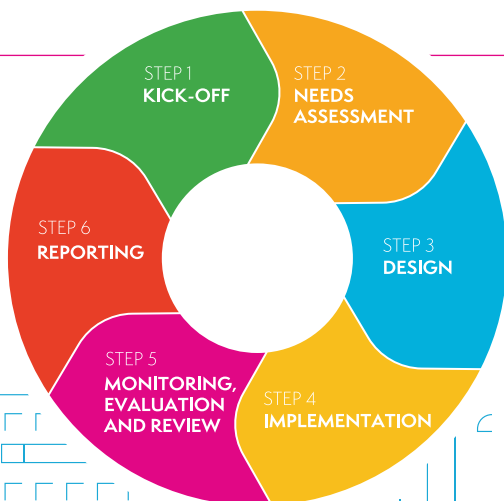 STEP 1
KICK-OFF
STEP 2
NEEDS
ASSESSMENT
STEP 3
DESIGN
STEP 4
IMPLEMENTATION
STEP 5
MONITORING,
EVALUATION
AND REVIEW
STEP 6
REPORTING